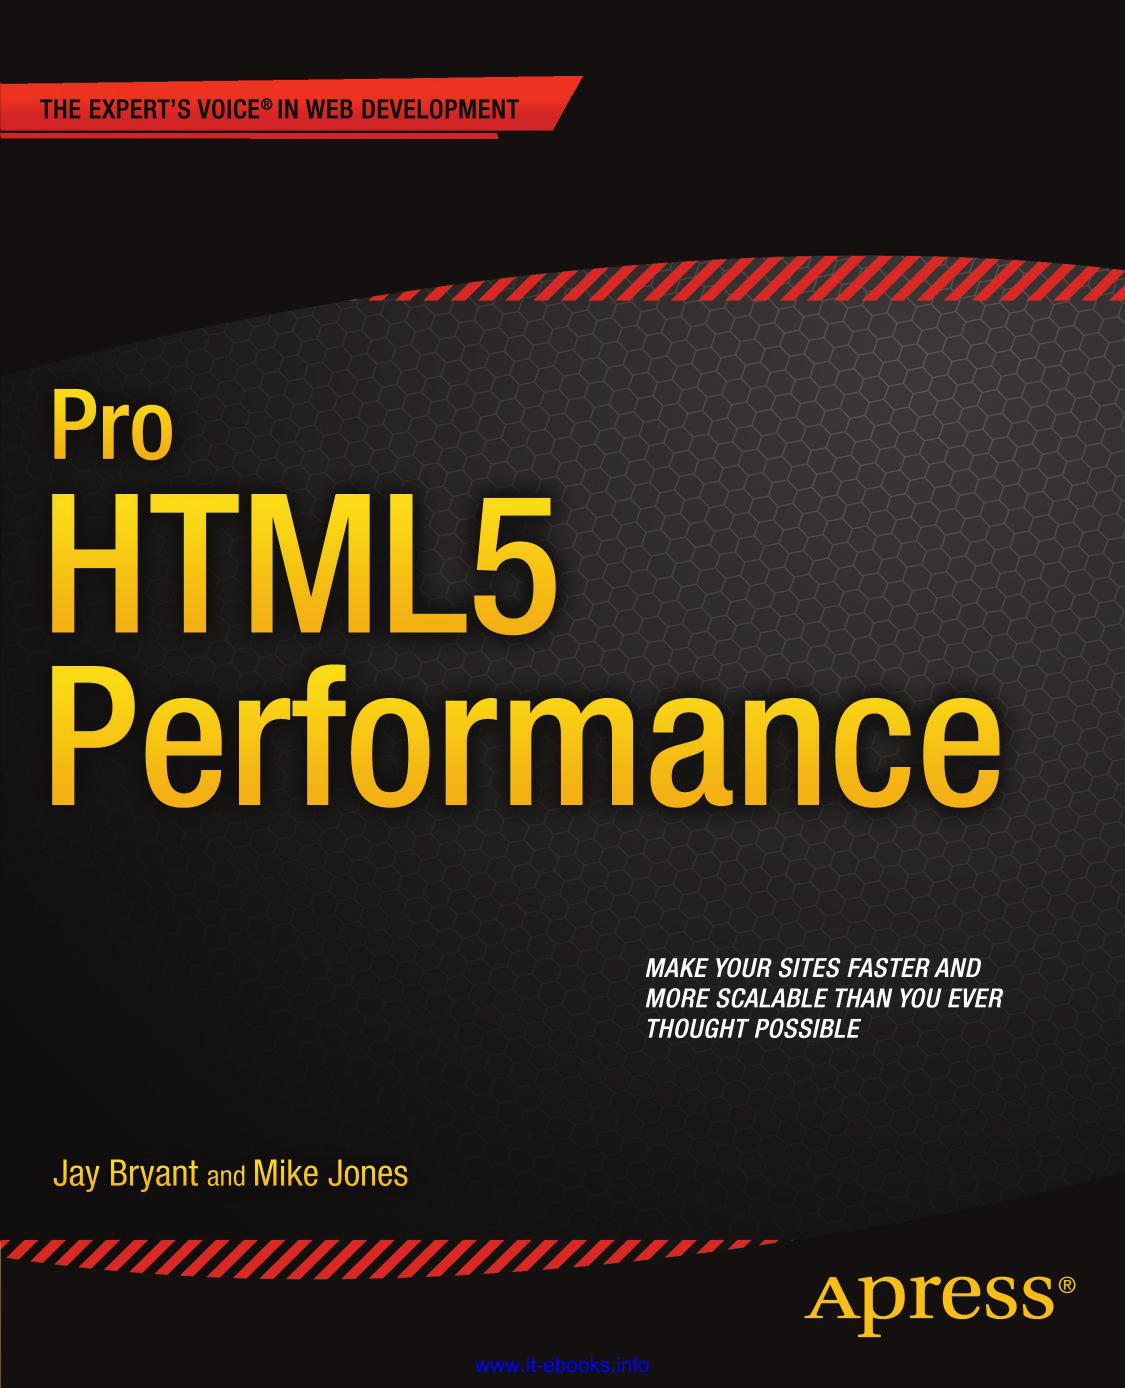 THE EXPERT'S VOICE® IN WEB DEVELOPMENT
Pro
HTML5
Performance
MAKE YOUR SITES FASTER AND
MORE SCALABLE THAN YOU EVER
THOUGHT POSSIBLE
Jay Bryant and Mike Jones
Apress®
www.it-ebooks.info